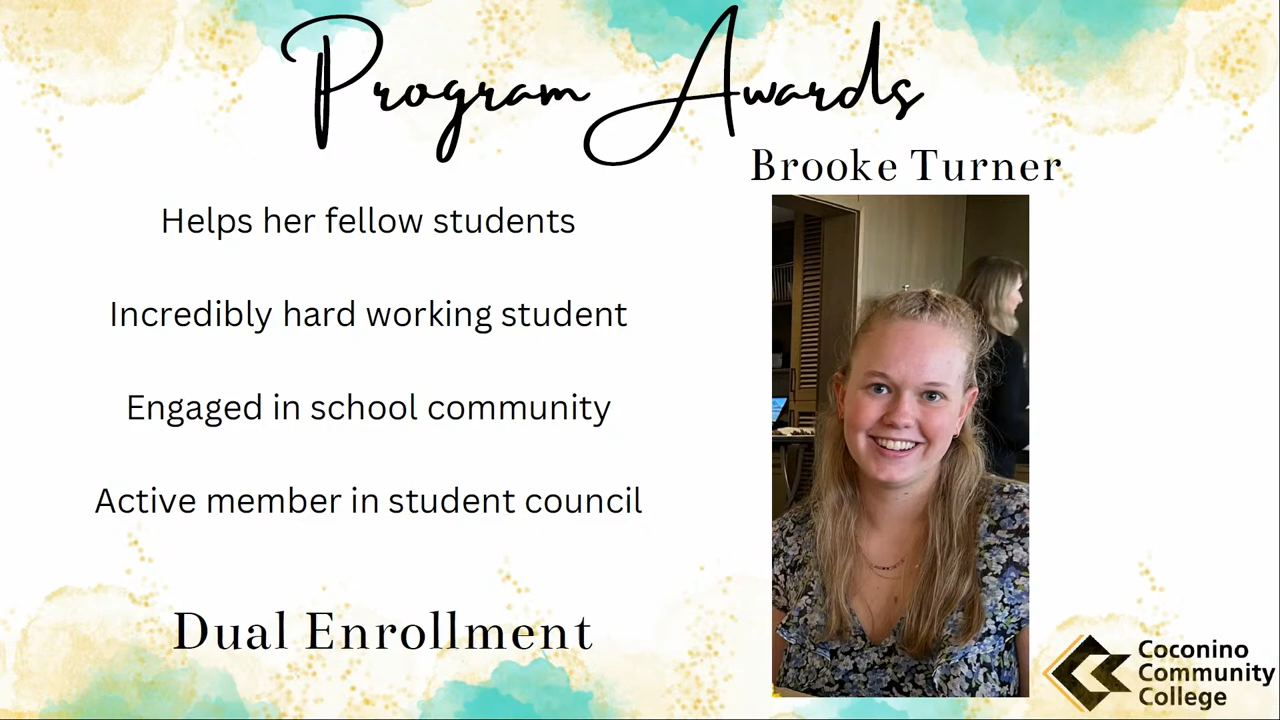 Program Awards
Brooke Turner
Helps her fellow students
Incredibly hard working student
Engaged in school community
Active member in student council
Dual Enrollment
Coconino
Community
College